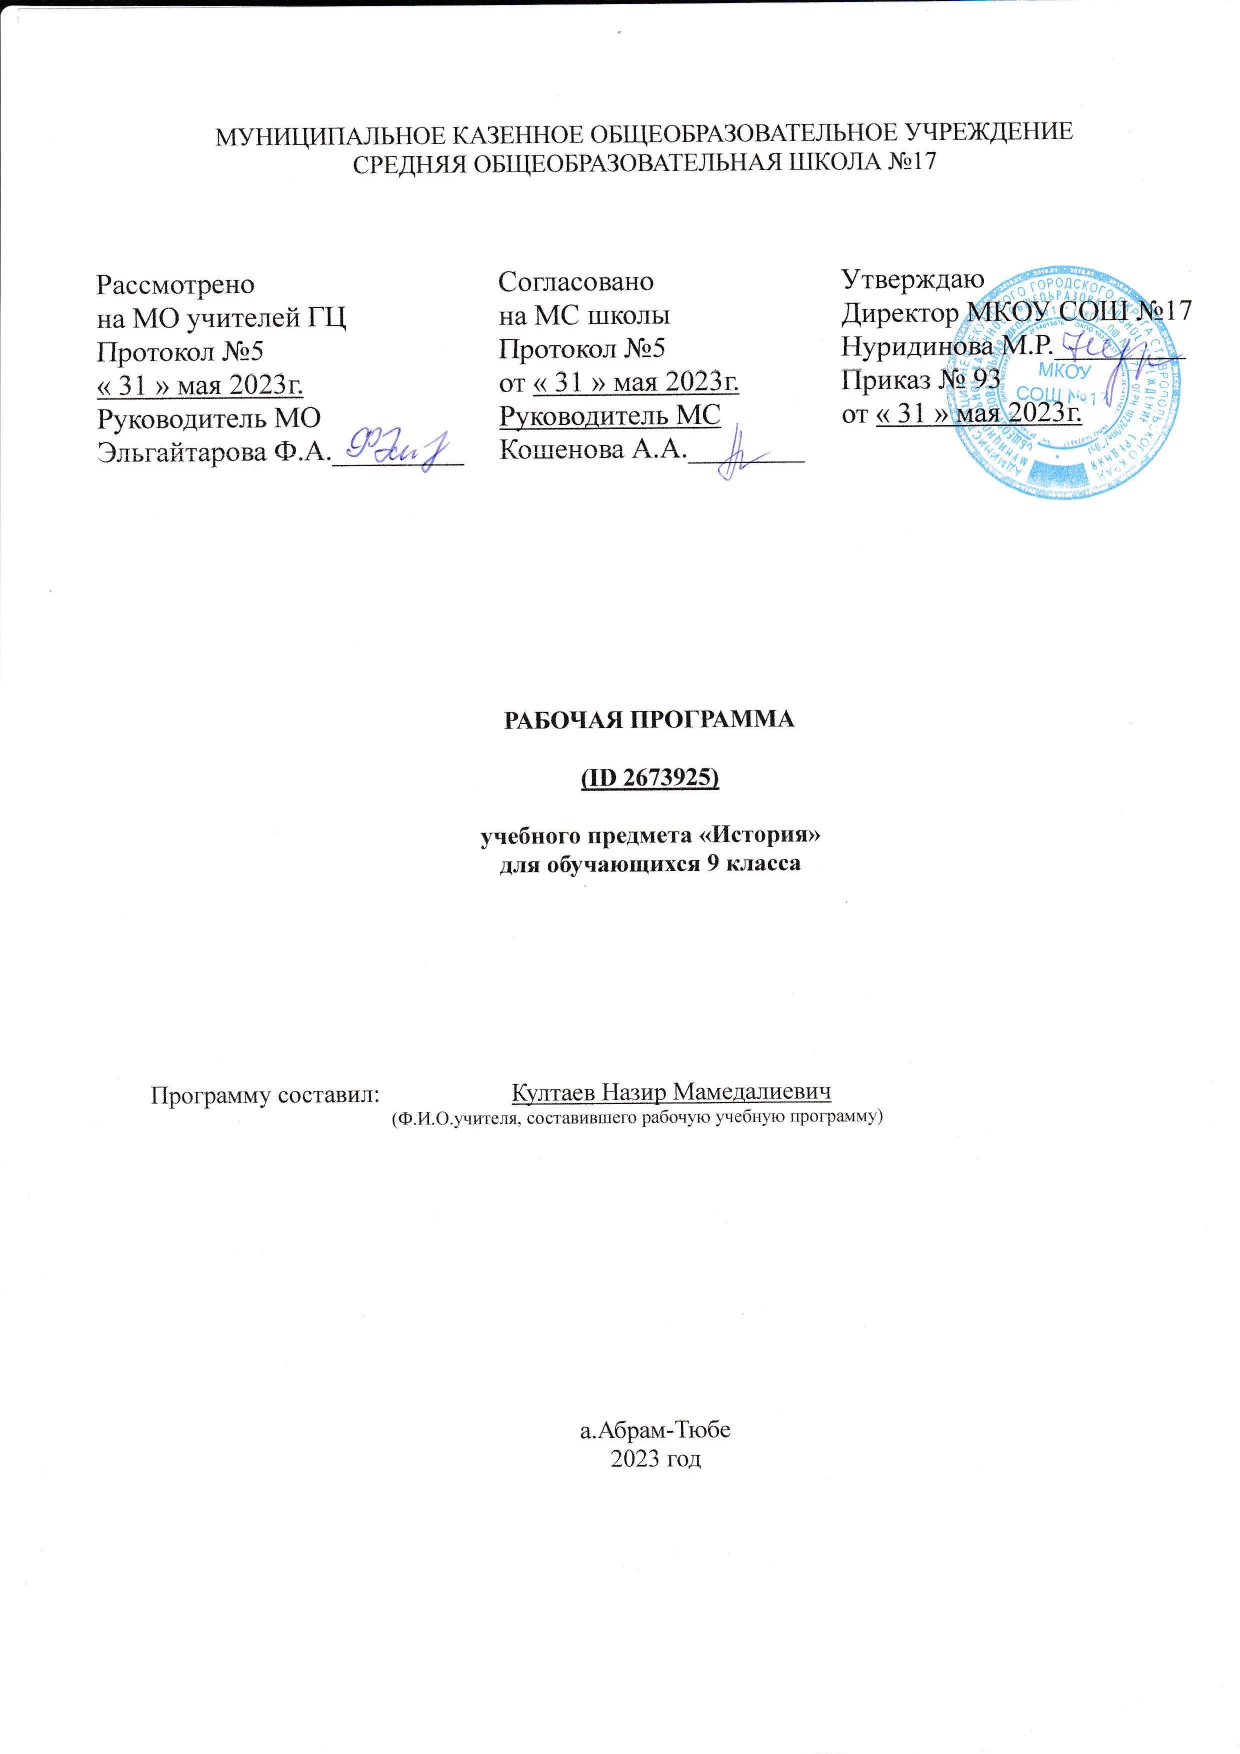 МУНИЦИПАЛЬНОЕ КАЗЕННОЕ ОБЩЕОБРАЗОВАТЕЛЬНОЕ УЧРЕЖДЕНИЕ
СРЕДНЯЯ ОБЩЕОБРАЗОВАТЕЛЬНАЯ ШКОЛА №17
Рассмотрено
на МО учителей ГЦ
Протокол №5
« 31 » мая 2023г.
Руководитель МО
Эльгайтарова Ф.А.
Согласовано
на МС школы
Протокол №5
от « 31 » мая 2023г.
Руководитель МС
Кошенова А.А.
Утверждаю
Директор МКОУ СОШ №17
Нуридинова М.Р.
Приказ № 93
от « 31 » мая 2023г.
МКОУ
СОШ №17
РАБОЧАЯ ПРОГРАММА
(ID 2673925)
учебного предмета «История»
для обучающихся 9 класса
Программу составил: Култаев Назир Мамедалиевич
(Ф.И.О.учителя, составившего рабочую учебную программу)
а.Абрам-Тюбе
2023 год